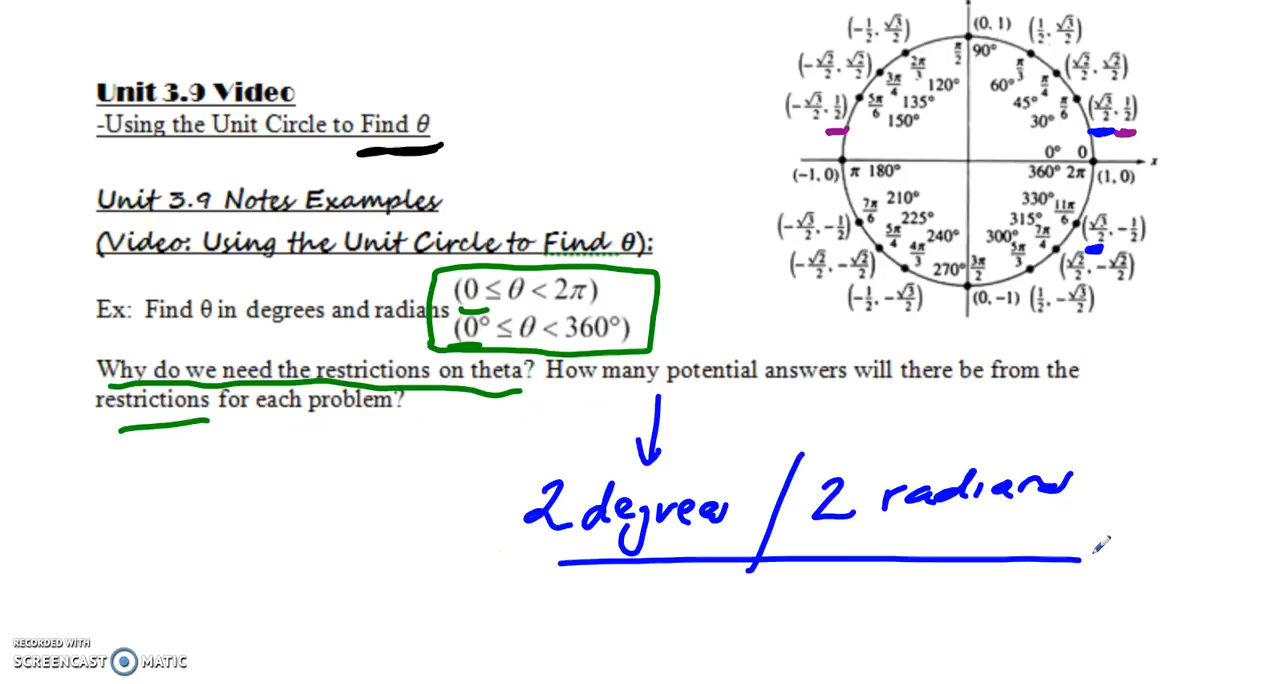 Unit 3.9 Video
-Using the Unit Circle to Find θ
Unit 3.9 Notes Examples
(Video: Using the Unit Circle to Find θ):
Ex: Find θ in degrees and radians
(0 ≤ θ < 2π)
(0° ≤ θ < 360°)
Why do we need the restrictions on theta? How many potential answers will there be from the
restrictions for each problem?
2 degrees / 2 radians
(0, 1)
(-1/2, √3/2) (1/2, √3/2)
π/2 90°
(-√2/2, √2/2) 2π/3 120° 60° π/3 (√2/2, √2/2)
3π/4 135° 45° π/4
(-√3/2, 1/2) 5π/6 150° 30° π/6 (√3/2, 1/2)
0° 0 x
(-1, 0) π 180° 360° 2π (1, 0)
(-√3/2, -1/2) 7π/6 210° 330° 11π/6 (√3/2, -1/2)
5π/4 225° 315° 7π/4
(-√2/2, -√2/2) 4π/3 240° 300° 5π/3 (√2/2, -√2/2)
270° 3π/2
(-1/2, -√3/2) (0, -1) (1/2, -√3/2)
RECORDED WITH
SCREENCAST MATIC